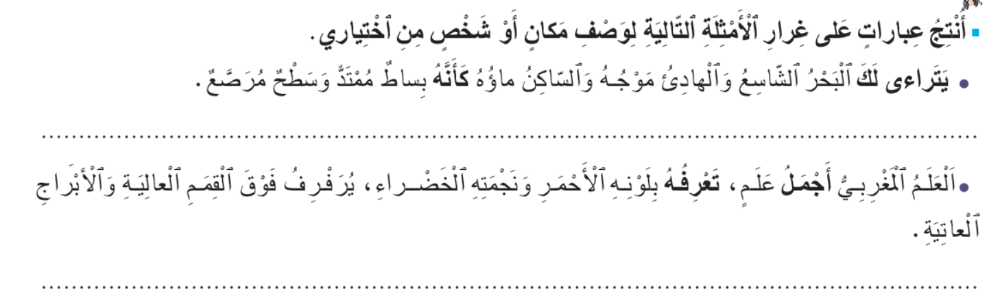 ▪ أُنْتِجُ عِباراتٍ عَلى غِرارِ ٱلْأَمْثِلَةِ ٱلتّالِيَةِ لِوَصْفِ مَكانٍ أَوْ شَخْصٍ مِنِ ٱخْتِياري.
• يَتَراءى لَكَ ٱلْبَحْرُ ٱلشّاسِعُ وَٱلْهادِئُ مَوْجُهُ وَٱلسّاكِنُ ماؤُهُ كَأَنَّهُ بِساطٌ مُمْتَدٌّ وَسَطْحٌ مُرَصَّعٌ.
..............................
• اَلْعَلَمُ ٱلْمَغْرِبِيُّ أَجْمَلُ عَلَمٍ، تَعْرِفُهُ بِلَوْنِهِ ٱلْأَحْمَرِ وَنَجْمَتِهِ ٱلْخَضْراءِ، يُرَفْرِفُ فَوْقَ ٱلْقِمَمِ ٱلْعالِيَةِ وَٱلْأَبْراجِ
ٱلْعاتِيَةِ.
..............................